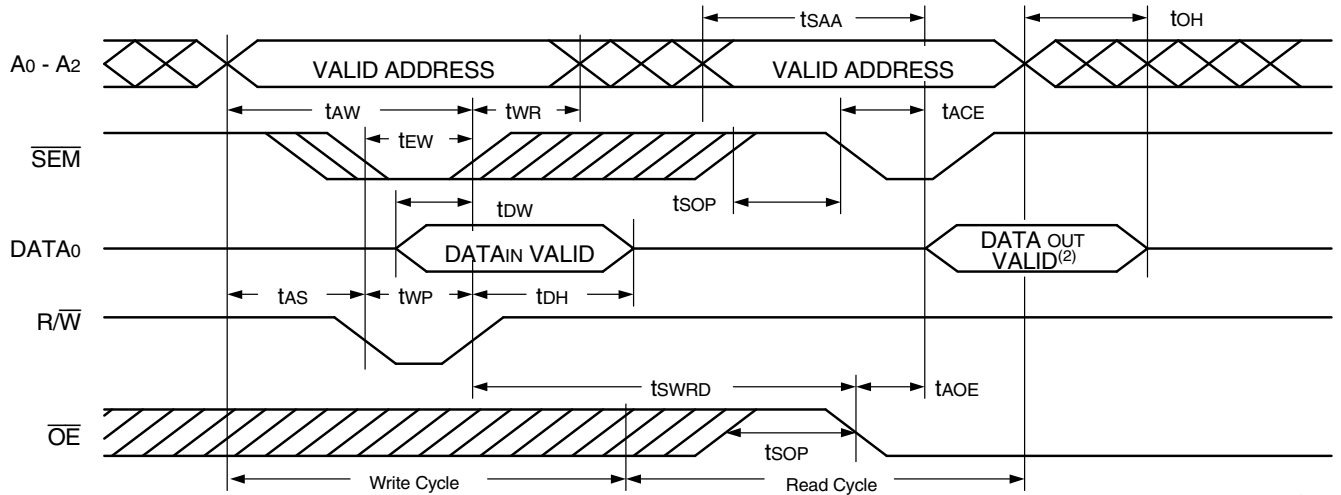 tSAA
tOH
A0 - A2
VALID ADDRESS
VALID ADDRESS
tAW
tWR
tACE
tEW
SEM
tSOP
tDW
DATA0
DATAIN VALID
DATA OUT
VALID(2)
tAS
tWP
tDH
R/W
tSWRD
tAOE
OE
tSOP
Write Cycle
Read Cycle